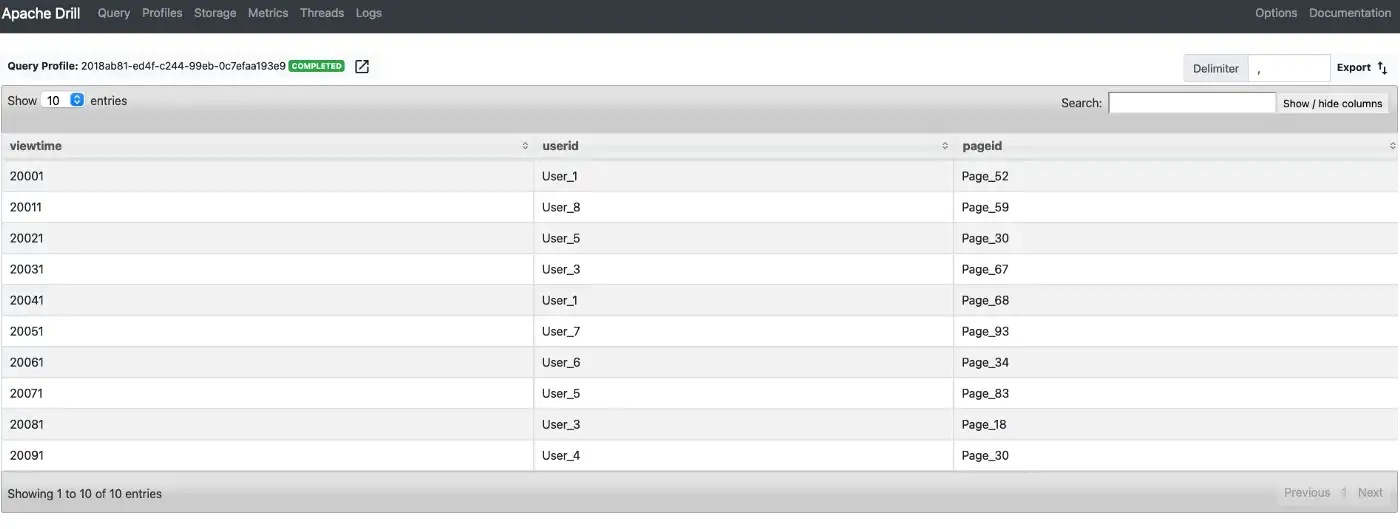 Apache Drill Query Profiles Storage Metrics Threads Logs Options Documentation
Query Profile: 2018ab81-ed4f-c244-99eb-0c7efaa193e9 COMPLETED Delimiter , Export
Show 10 entries Search: Show / hide columns
viewtime userid pageid
20001 User_1 Page_52
20011 User_8 Page_59
20021 User_5 Page_30
20031 User_3 Page_67
20041 User_1 Page_68
20051 User_7 Page_93
20061 User_6 Page_34
20071 User_5 Page_83
20081 User_3 Page_18
20091 User_4 Page_30
Showing 1 to 10 of 10 entries Previous 1 Next